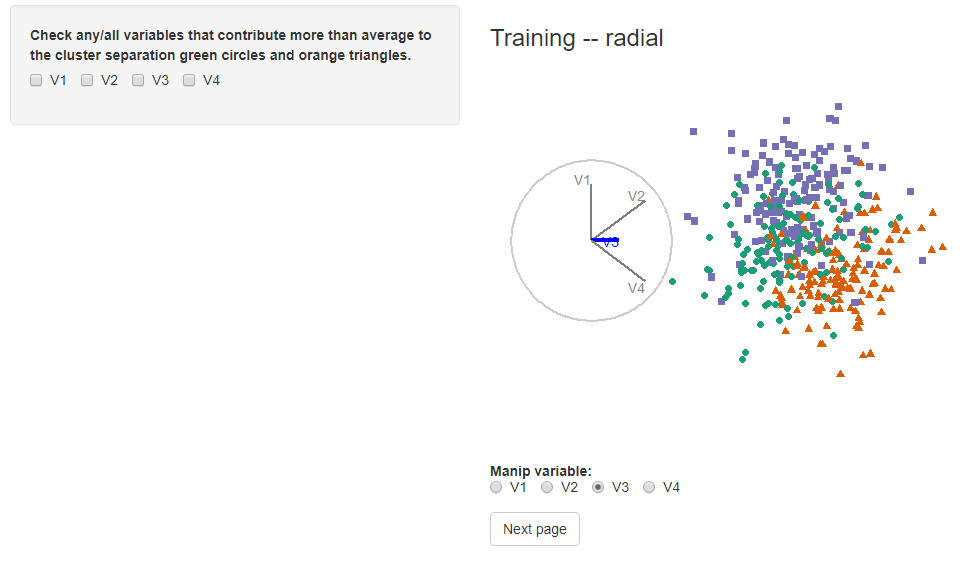 Check any/all variables that contribute more than average to
the cluster separation green circles and orange triangles.
V1 V2 V3 V4
Training -- radial
V1
V2
V3
V4
Manip variable:
V1 V2 V3 V4
Next page